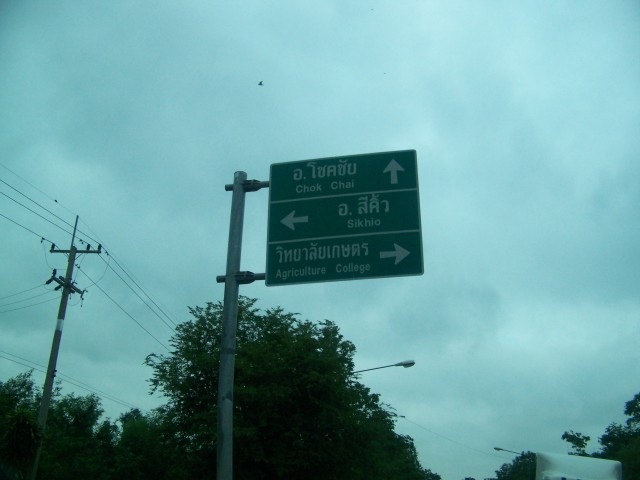 อ.โชคชัย
Chok Chai
อ. สีคิ้ว
Sikhio
วิทยาลัยเกษตร
Agriculture College